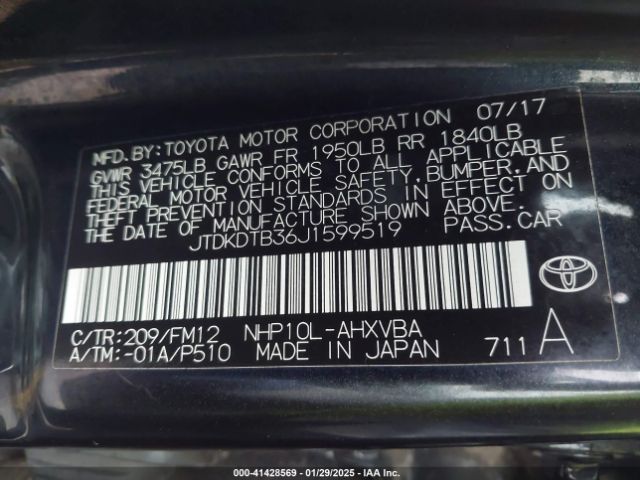 MFD. BY: TOYOTA MOTOR CORPORATION 07/17
GVWR 3475LB GAWR FR 1950LB RR 1840LB
THIS VEHICLE CONFORMS TO ALL APPLICABLE
FEDERAL MOTOR VEHICLE SAFETY, BUMPER, AND
THEFT PREVENTION STANDARDS IN EFFECT ON THE
DATE OF MANUFACTURE SHOWN ABOVE.
JTDKDTB36J1599519 PASS. CAR
C/TR: 209/FM12 NHP10L-AHXVBA
A/TM: -01A/P510 MADE IN JAPAN 711 A
000-41428569 | 01/29/2025 | IAA Inc.